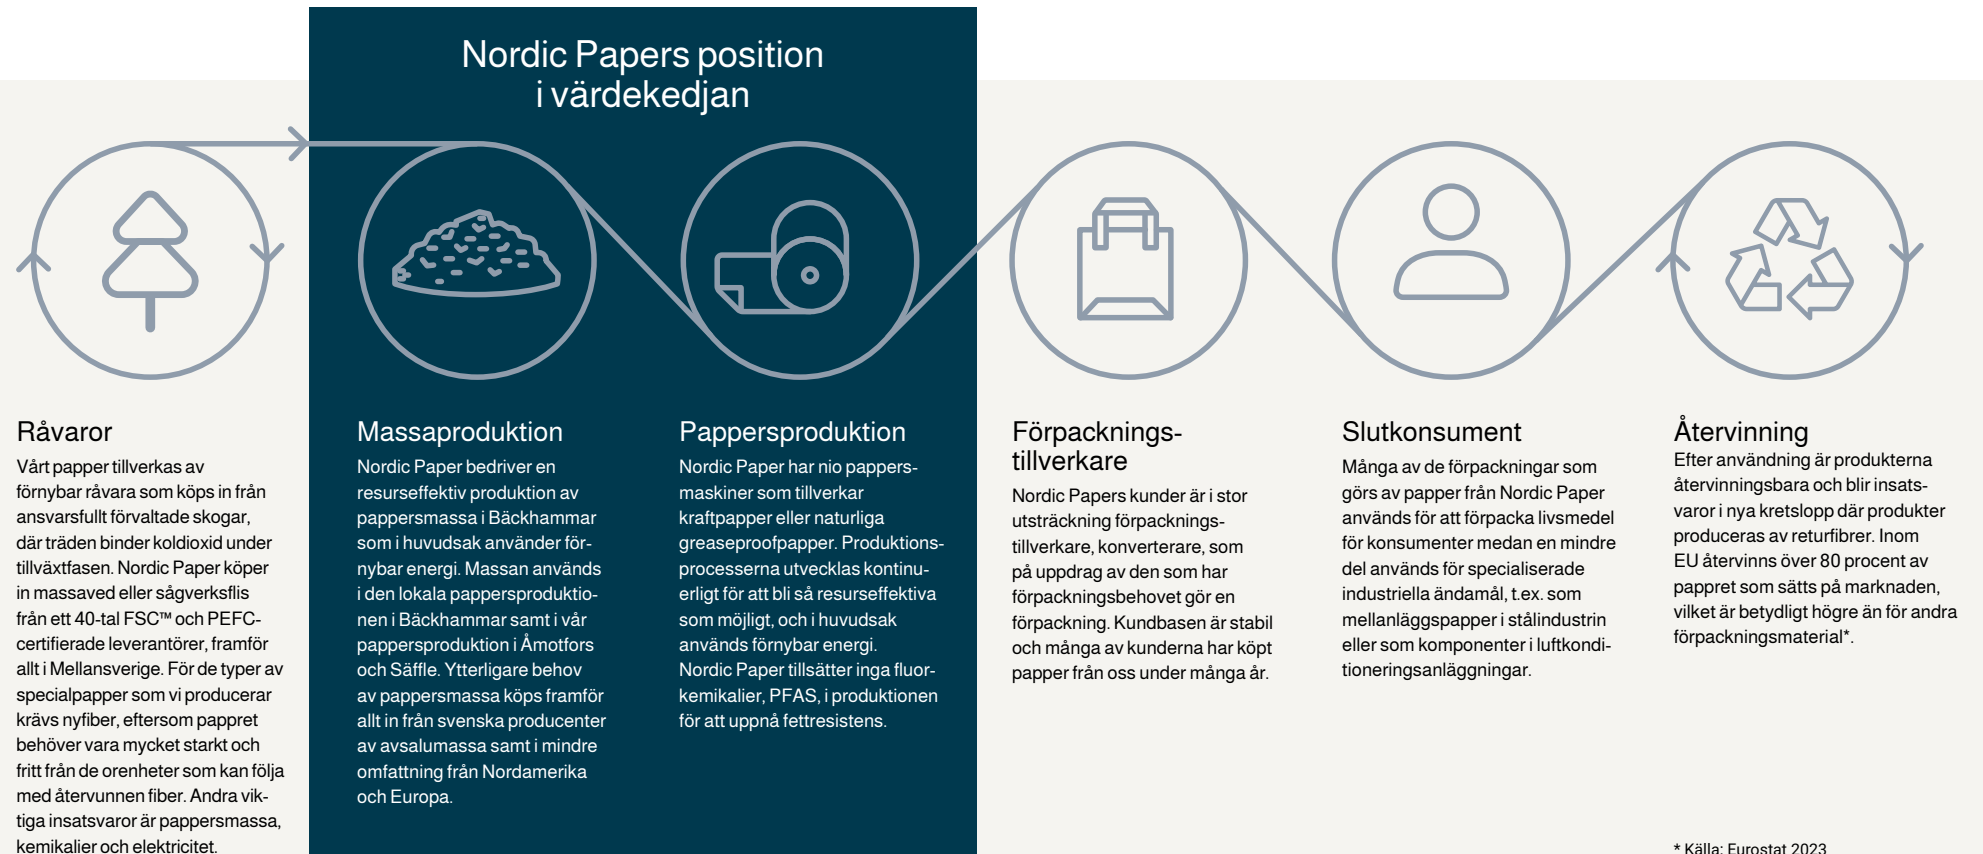 Nordic Papers position
i värdekedjan
Råvaror
Vårt papper tillverkas av
förnybar råvara som köps in från
ansvarsfullt förvaltade skogar,
där träden binder koldioxid under
tillväxtfasen. Nordic Paper köper
in massaved eller sågverksflis
från ett 40-tal FSC™ och PEFC-
certifierade leverantörer, framför
allt i Mellansverige. För de typer av
specialpapper som vi producerar
krävs nyfiber, eftersom pappret
behöver vara mycket starkt och
fritt från de orenheter som kan följa
med återvunnen fiber. Andra vik-
tiga insatsvaror är pappersmassa,
kemikalier och elektricitet.
Massaproduktion
Nordic Paper bedriver en
resurseffektiv produktion av
pappersmassa i Bäckhammar
som i huvudsak använder för-
nybar energi. Massan används
i den lokala pappersproduktio-
nen i Bäckhammar samt i vår
pappersproduktion i Åmotfors
och Säffle. Ytterligare behov
av pappersmassa köps framför
allt in från svenska producenter
av avsalumassa samt i mindre
omfattning från Nordamerika
och Europa.
Pappersproduktion
Nordic Paper har nio pappers-
maskiner som tillverkar
kraftpapper eller naturliga
greaseproofpapper. Produktions-
processerna utvecklas kontinu-
erligt för att bli så resurseffektiva
som möjligt, och i huvudsak
används förnybar energi.
Nordic Paper tillsätter inga fluor-
kemikalier, PFAS, i produktionen
för att uppnå fettresistens.
Förpacknings-
tillverkare
Nordic Papers kunder är i stor
utsträckning förpacknings-
tillverkare, konverterare, som
på uppdrag av den som har
förpackningsbehovet gör en
förpackning. Kundbasen är stabil
och många av kunderna har köpt
papper från oss under många år.
Slutkonsument
Många av de förpackningar som
görs av papper från Nordic Paper
används för att förpacka livsmedel
för konsumenter medan en mindre
del används för specialiserade
industriella ändamål, t.ex. som
mellanläggspapper i stålindustrin
eller som komponenter i luftkondi-
tioneringsanläggningar.
Återvinning
Efter användning är produkterna
återvinningsbara och blir insats-
varor i nya kretslopp där produkter
produceras av returfibrer. Inom
EU återvinns över 80 procent av
pappret som sätts på marknaden,
vilket är betydligt högre än för andra
förpackningsmaterial*.
* Källa: Eurostat 2023